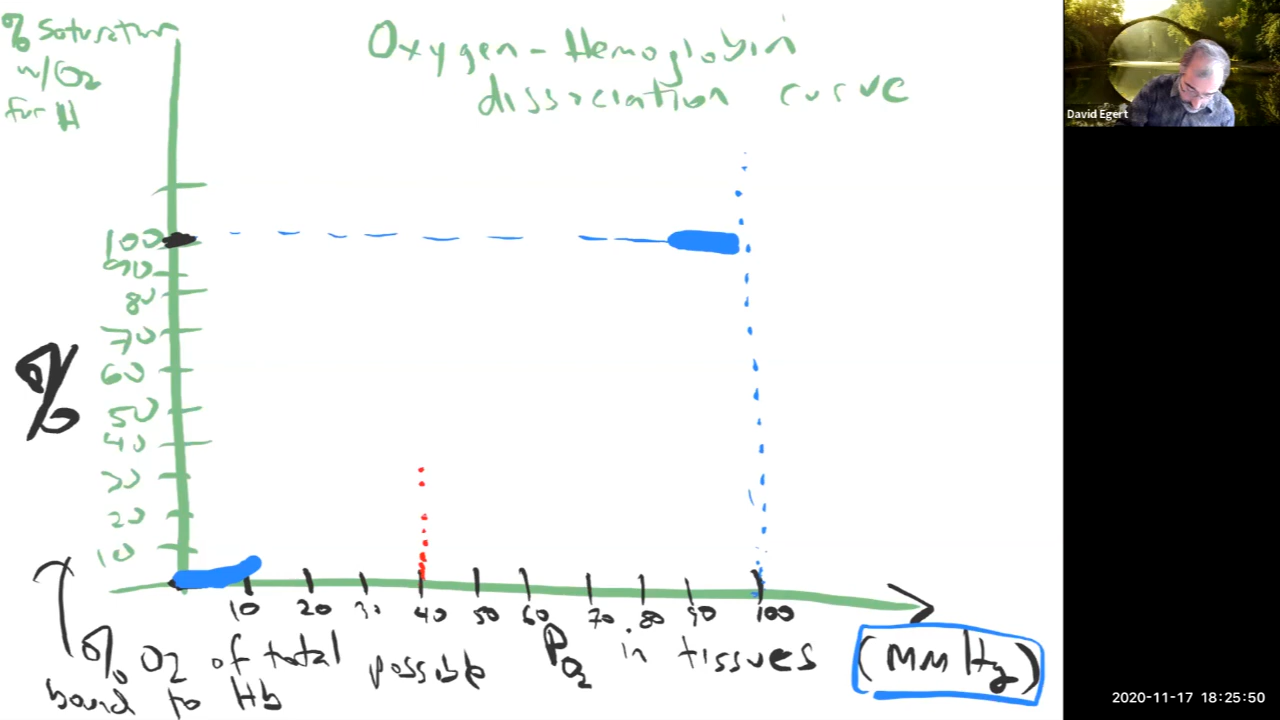 % Saturation
w/O2
for H
Oxygen-Hemoglobin
dissociation curve
David Egert
100
90
80
70
60
50
40
30
20
10
%
10 20 30 40 50 60 70 80 90 100
% O2 of total possible
bound to Hb
PO2 in tissues (MM Hg)
2020-11-17 18:25:50